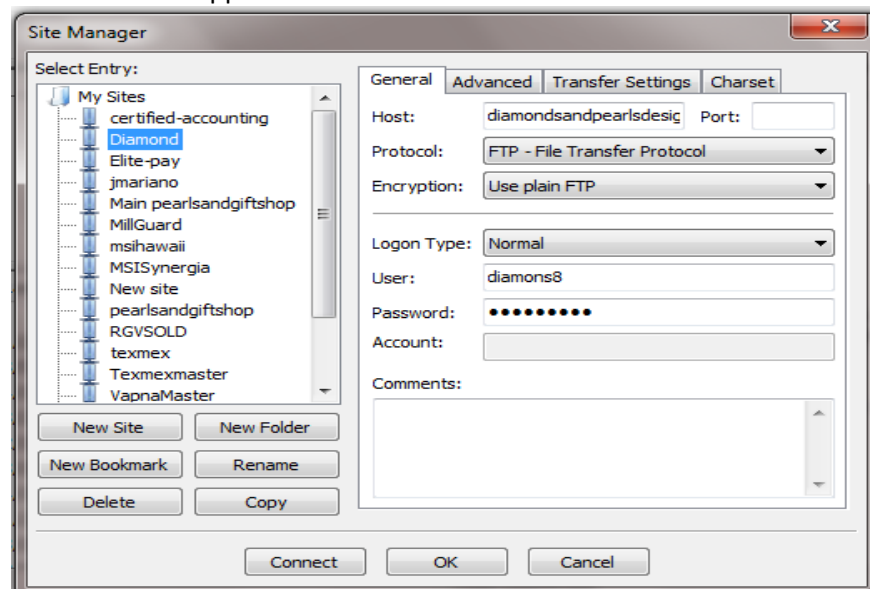 Site Manager
Select Entry:
My Sites
certified-accounting
Diamond
Elite-pay
jmariano
Main pearlsandgiftshop
MillGuard
msihawaii
MSISynergia
New site
pearlsandgiftshop
RGVSOLD
texmex
Texmexmaster
VapnaMaster
New Site New Folder
New Bookmark Rename
Delete Copy
General Advanced Transfer Settings Charset
Host: diamondsandpearlsdesig Port:
Protocol: FTP - File Transfer Protocol
Encryption: Use plain FTP
Logon Type: Normal
User: diamons8
Password: •••••••••
Account:
Comments:
Connect OK Cancel